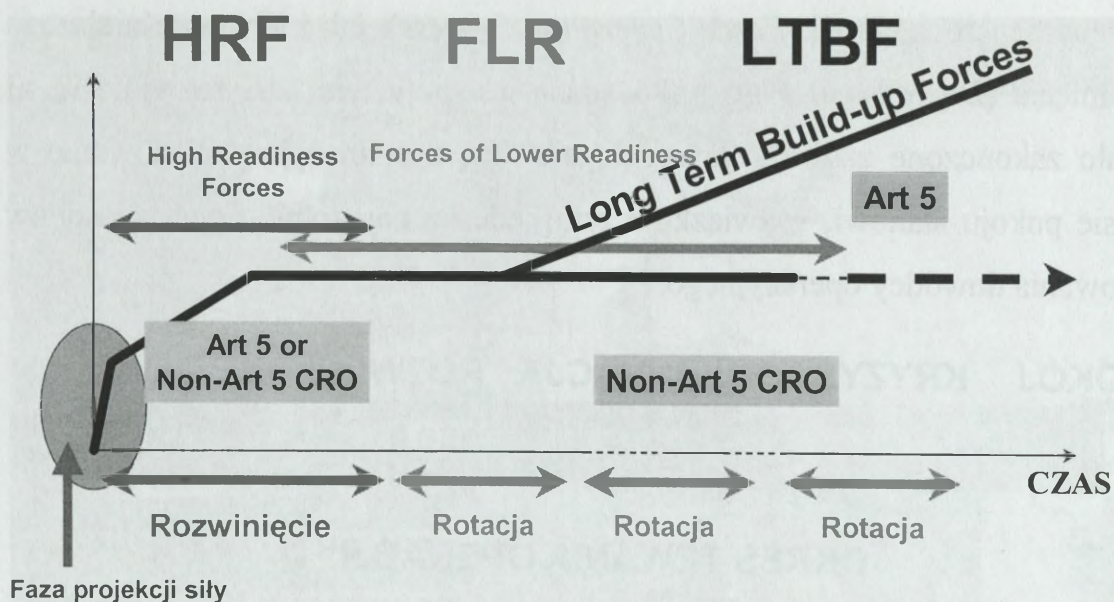 HRF FLR LTBF
High Readiness
Forces
Forces of Lower Readiness
Long Term Build-up Forces
Art 5
Art 5 or
Non-Art 5 CRO
Non-Art 5 CRO
CZAS
Rozwinięcie
Rotacja
Rotacja
Rotacja
Faza projekcji siły